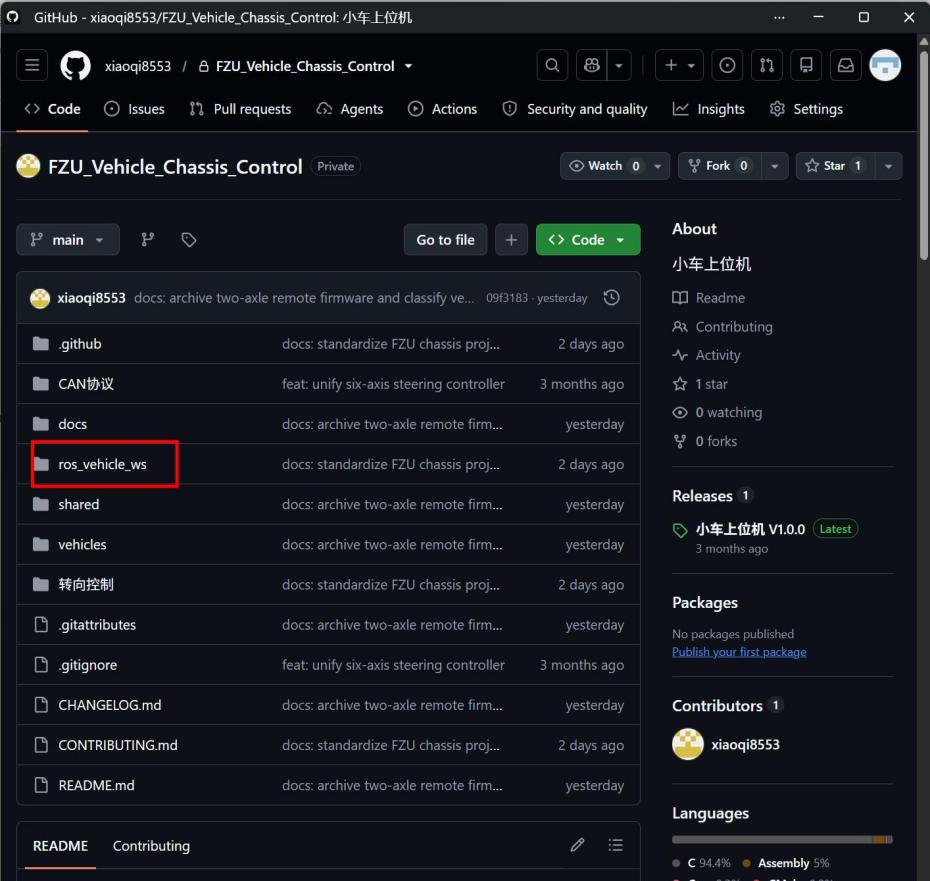 GitHub - xiaoqi8553/FZU_Vehicle_Chassis_Control: 小车上位机
xiaoqi8553 / FZU_Vehicle_Chassis_Control
Code Issues Pull requests Agents Actions Security and quality Insights Settings
FZU_Vehicle_Chassis_Control Private Watch 0 Fork 0 Star 1
main Go to file Code
xiaoqi8553 docs: archive two-axle remote firmware and classify ve... 09f3183 · yesterday
.github docs: standardize FZU chassis proj... 2 days ago
CAN协议 feat: unify six-axis steering controller 3 months ago
docs docs: archive two-axle remote firm... yesterday
ros_vehicle_ws docs: standardize FZU chassis proj... 2 days ago
shared docs: archive two-axle remote firm... yesterday
vehicles docs: archive two-axle remote firm... yesterday
转向控制 docs: standardize FZU chassis proj... 2 days ago
.gitattributes docs: archive two-axle remote firm... yesterday
.gitignore feat: unify six-axis steering controller 3 months ago
CHANGELOG.md docs: archive two-axle remote firm... yesterday
CONTRIBUTING.md docs: standardize FZU chassis proj... 2 days ago
README.md docs: archive two-axle remote firm... yesterday
README Contributing
About
小车上位机
Readme
Contributing
Activity
1 star
0 watching
0 forks
Releases 1
小车上位机 V1.0.0 Latest
3 months ago
Packages
No packages published
Publish your first package
Contributors 1
xiaoqi8553
Languages
C 94.4% Assembly 5%